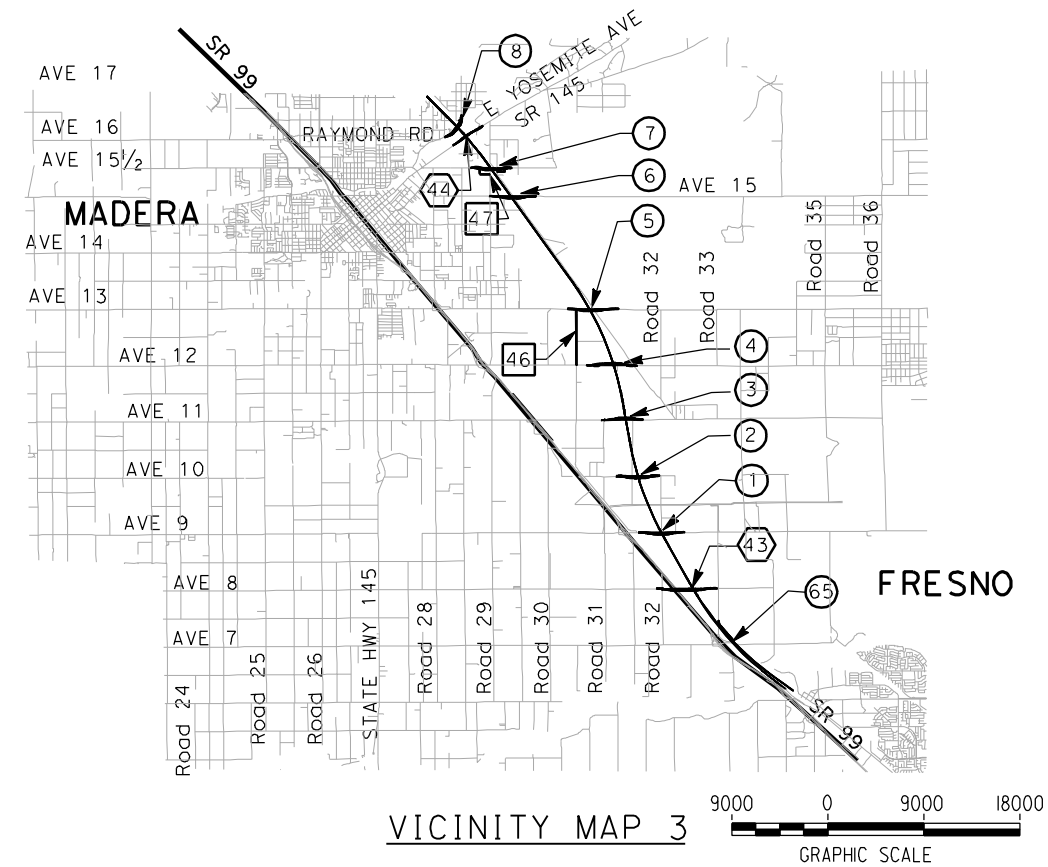 SR 99
8
E YOSEMITE AVE
SR 145
AVE 17
AVE 16
RAYMOND RD
7
AVE 15½
6
44
AVE 15
47
MADERA
5
Road 35
Road 36
AVE 14
Road 32
Road 33
AVE 13
4
AVE 12
46
3
AVE 11
2
AVE 10
1
AVE 9
43
AVE 8
FRESNO
65
AVE 7
Road 24
Road 25
Road 26
STATE HWY 145
Road 28
Road 29
Road 30
Road 31
Road 32
SR 99
VICINITY MAP 3
9000 0 9000 18000
GRAPHIC SCALE